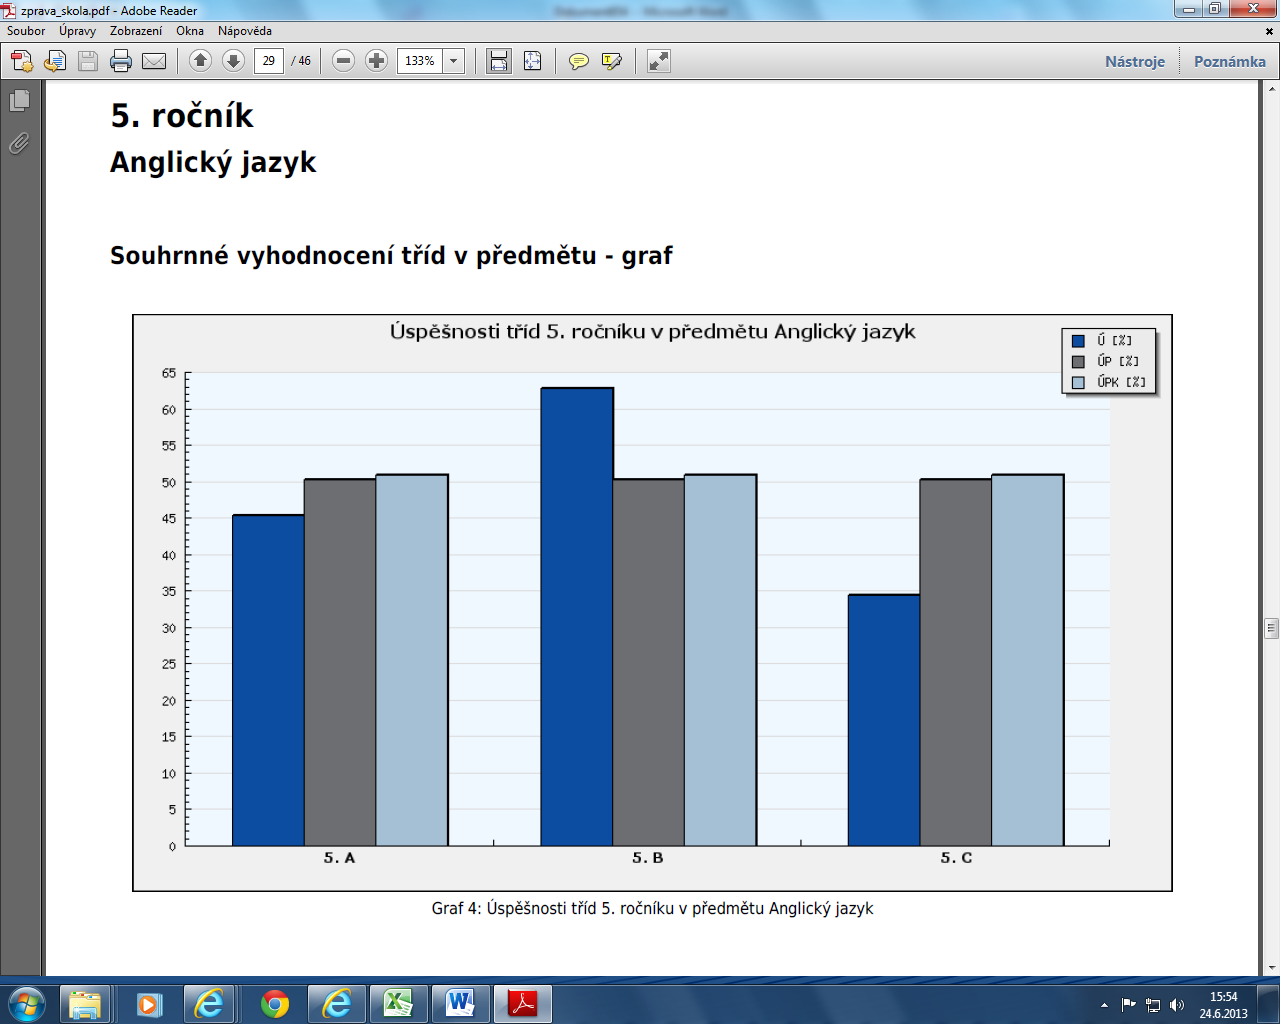 zprava_skola.pdf - Adobe Reader
Soubor Úpravy Zobrazení Okna Nápověda
29 / 46 133% Nástroje Poznámka
5. ročník
Anglický jazyk
Souhrnné vyhodnocení tříd v předmětu - graf
Úspěšnosti tříd 5. ročníku v předmětu Anglický jazyk
Ú [%]
ÚP [%]
ÚPK [%]
65
60
55
50
45
40
35
30
25
20
15
10
5
0
5. A 5. B 5. C
Graf 4: Úspěšnosti tříd 5. ročníku v předmětu Anglický jazyk
15:54
24.6.2013